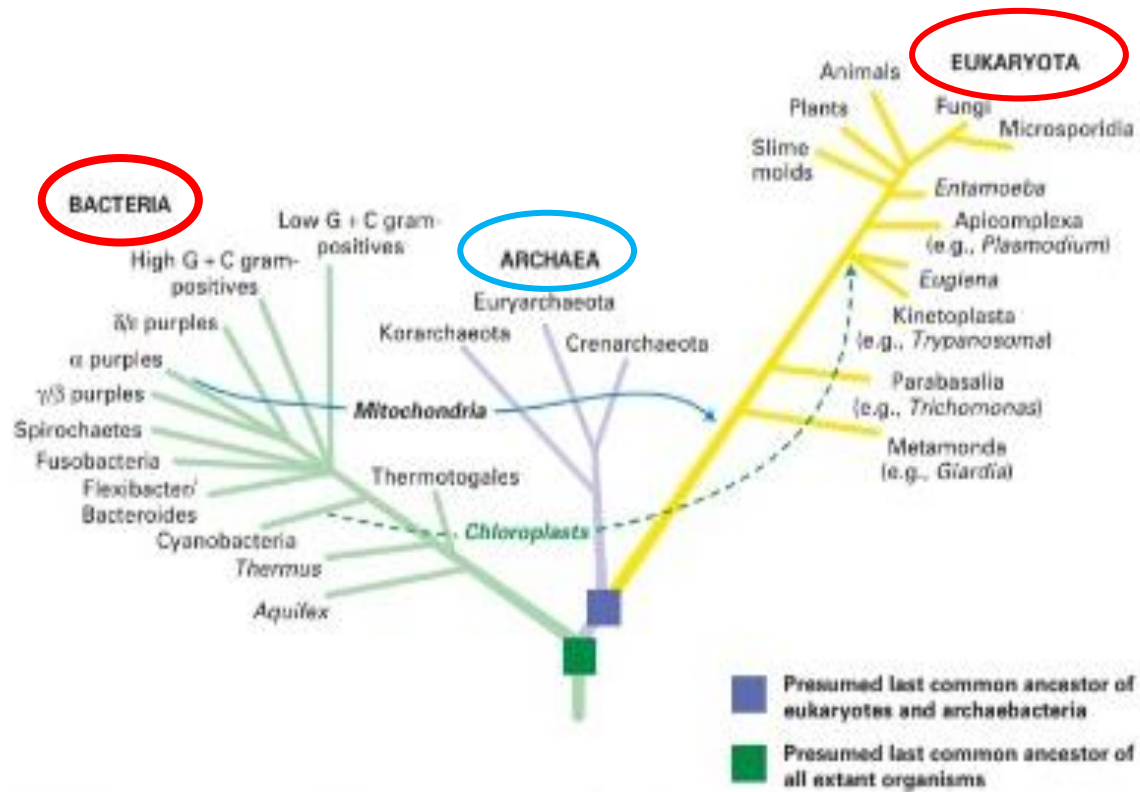 EUKARYOTA
Animals
Plants
Fungi
Microsporidia
Slime
molds
Entamoeba
Apicomplexa
(e.g., Plasmodium)
Euglena
Kinetoplasta
(e.g., Trypanosoma)
Parabasalia
(e.g., Trichomonas)
Metamonda
(e.g., Giardia)
BACTERIA
Low G + C gram-
positives
High G + C gram-
positives
δ/ε purples
α purples
γ/β purples
Spirochaetes
Fusobacteria
Flexibacter/
Bacteroides
Cyanobacteria
Thermus
Aquifex
Thermotogales
ARCHAEA
Euryarchaeota
Korarchaeota
Crenarchaeota
Mitochondria
Chloroplasts
Presumed last common ancestor of
eukaryotes and archaebacteria
Presumed last common ancestor of
all extant organisms